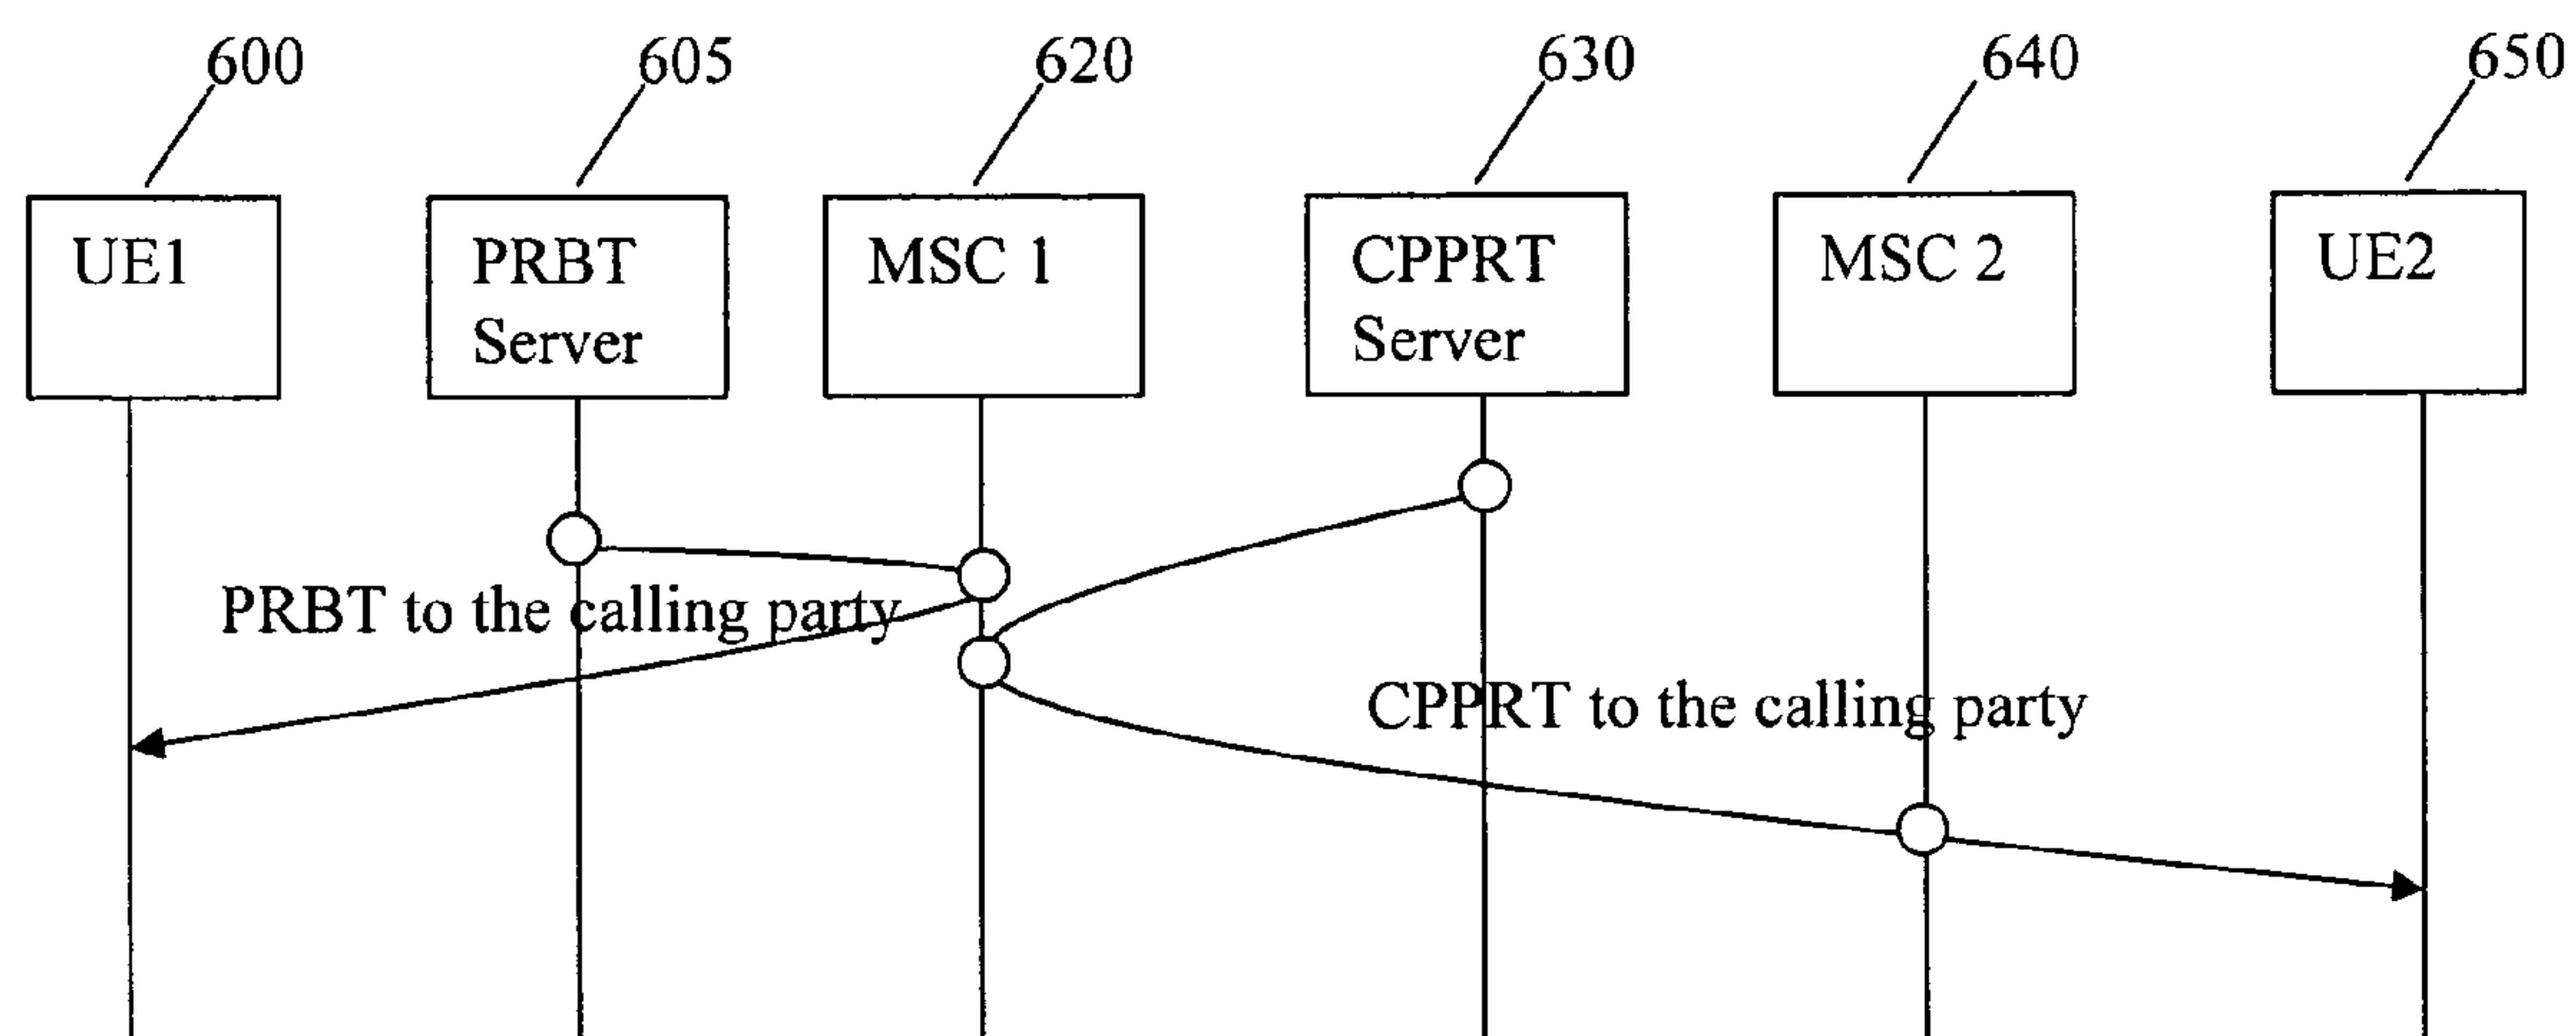 600
605
620
630
640
650
UE1
PRBT
Server
MSC 1
CPPRT
Server
MSC 2
UE2
PRBT to the calling party
CPPRT to the calling party